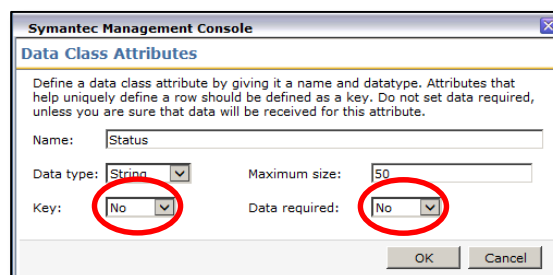 Symantec Management Console
Data Class Attributes
Define a data class attribute by giving it a name and datatype. Attributes that
help uniquely define a row should be defined as a key. Do not set data required,
unless you are sure that data will be received for this attribute.
Name: Status
Data type: String Maximum size: 50
Key: No Data required: No
OK Cancel